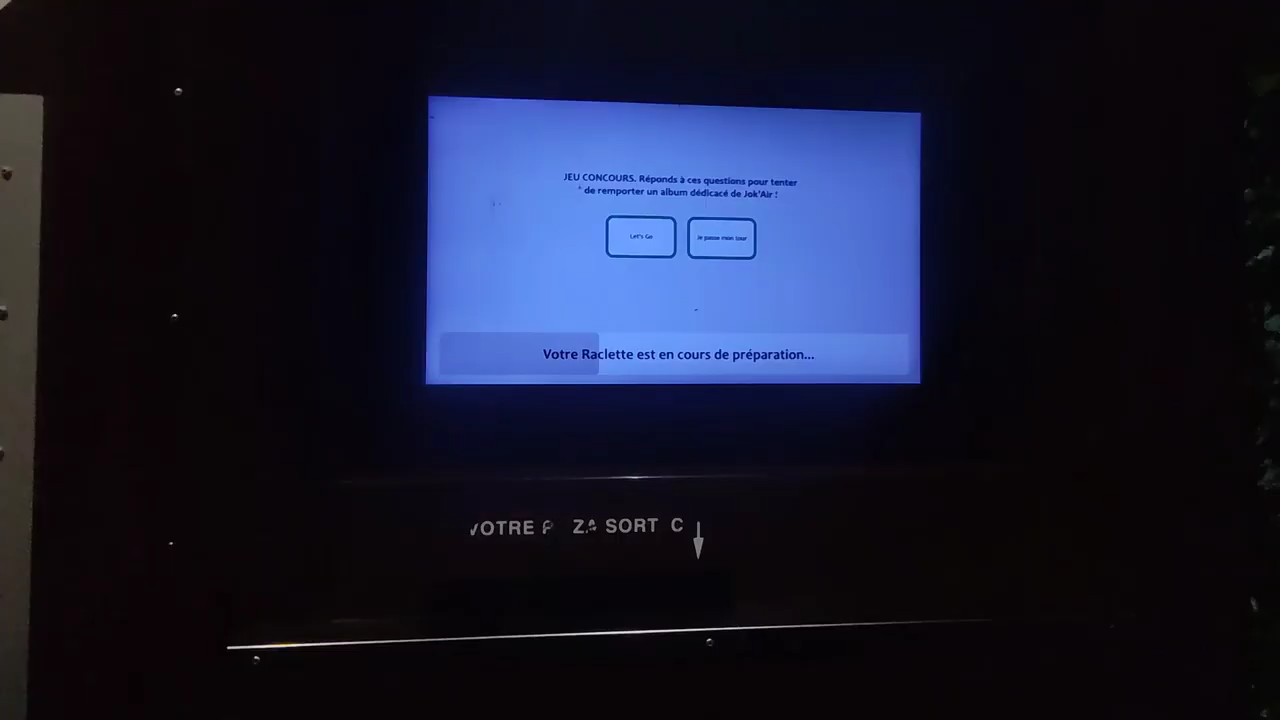 JEU CONCOURS. Réponds à ces questions pour tenter
de remporter un album dédicacé de Jok'Air !
Let's Go
Je passe mon tour
Votre Raclette est en cours de préparation...
VOTRE P ZA SORT C